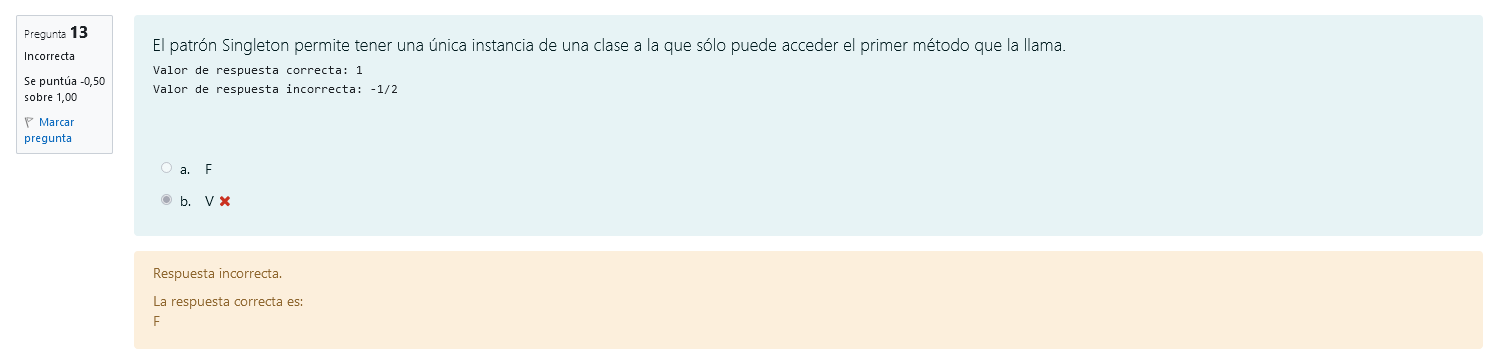 Pregunta 13
Incorrecta
Se puntúa -0,50
sobre 1,00
Marcar
pregunta
El patrón Singleton permite tener una única instancia de una clase a la que sólo puede acceder el primer método que la llama.
Valor de respuesta correcta: 1
Valor de respuesta incorrecta: -1/2
a. F
b. V
Respuesta incorrecta.
La respuesta correcta es:
F